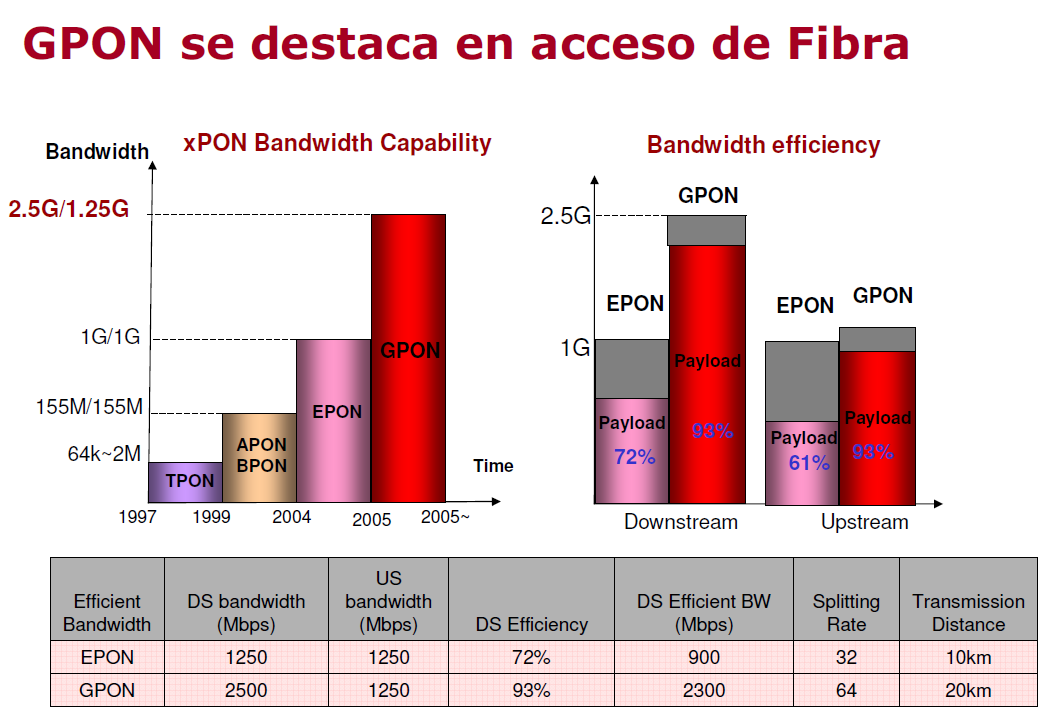 GPON se destaca en acceso de Fibra
xPON Bandwidth Capability
Bandwidth
2.5G/1.25G
1G/1G
155M/155M
64k~2M
TPON
APON
BPON
EPON
GPON
Time
1997
1999
2004
2005
2005~
Bandwidth efficiency
2.5G
1G
EPON
GPON
EPON
GPON
Payload
72%
Payload
93%
Payload
61%
Payload
93%
Downstream
Upstream
Efficient Bandwidth | DS bandwidth (Mbps) | US bandwidth (Mbps) | DS Efficiency | DS Efficient BW (Mbps) | Splitting Rate | Transmission Distance
EPON | 1250 | 1250 | 72% | 900 | 32 | 10km
GPON | 2500 | 1250 | 93% | 2300 | 64 | 20km